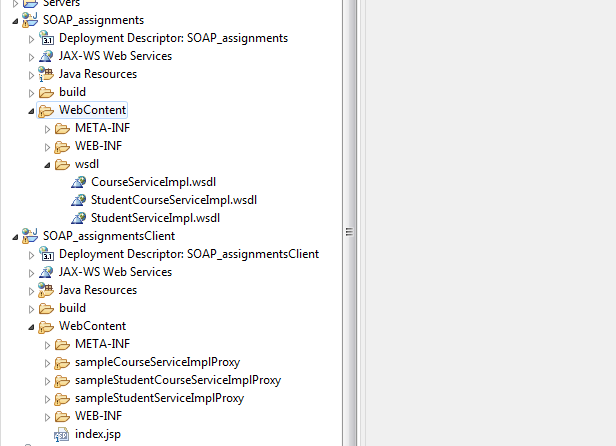 Servers
SOAP_assignments
Deployment Descriptor: SOAP_assignments
JAX-WS Web Services
Java Resources
build
WebContent
META-INF
WEB-INF
wsdl
CourseServiceImpl.wsdl
StudentCourseServiceImpl.wsdl
StudentServiceImpl.wsdl
SOAP_assignmentsClient
Deployment Descriptor: SOAP_assignmentsClient
JAX-WS Web Services
Java Resources
build
WebContent
META-INF
sampleCourseServiceImplProxy
sampleStudentCourseServiceImplProxy
sampleStudentServiceImplProxy
WEB-INF
index.jsp